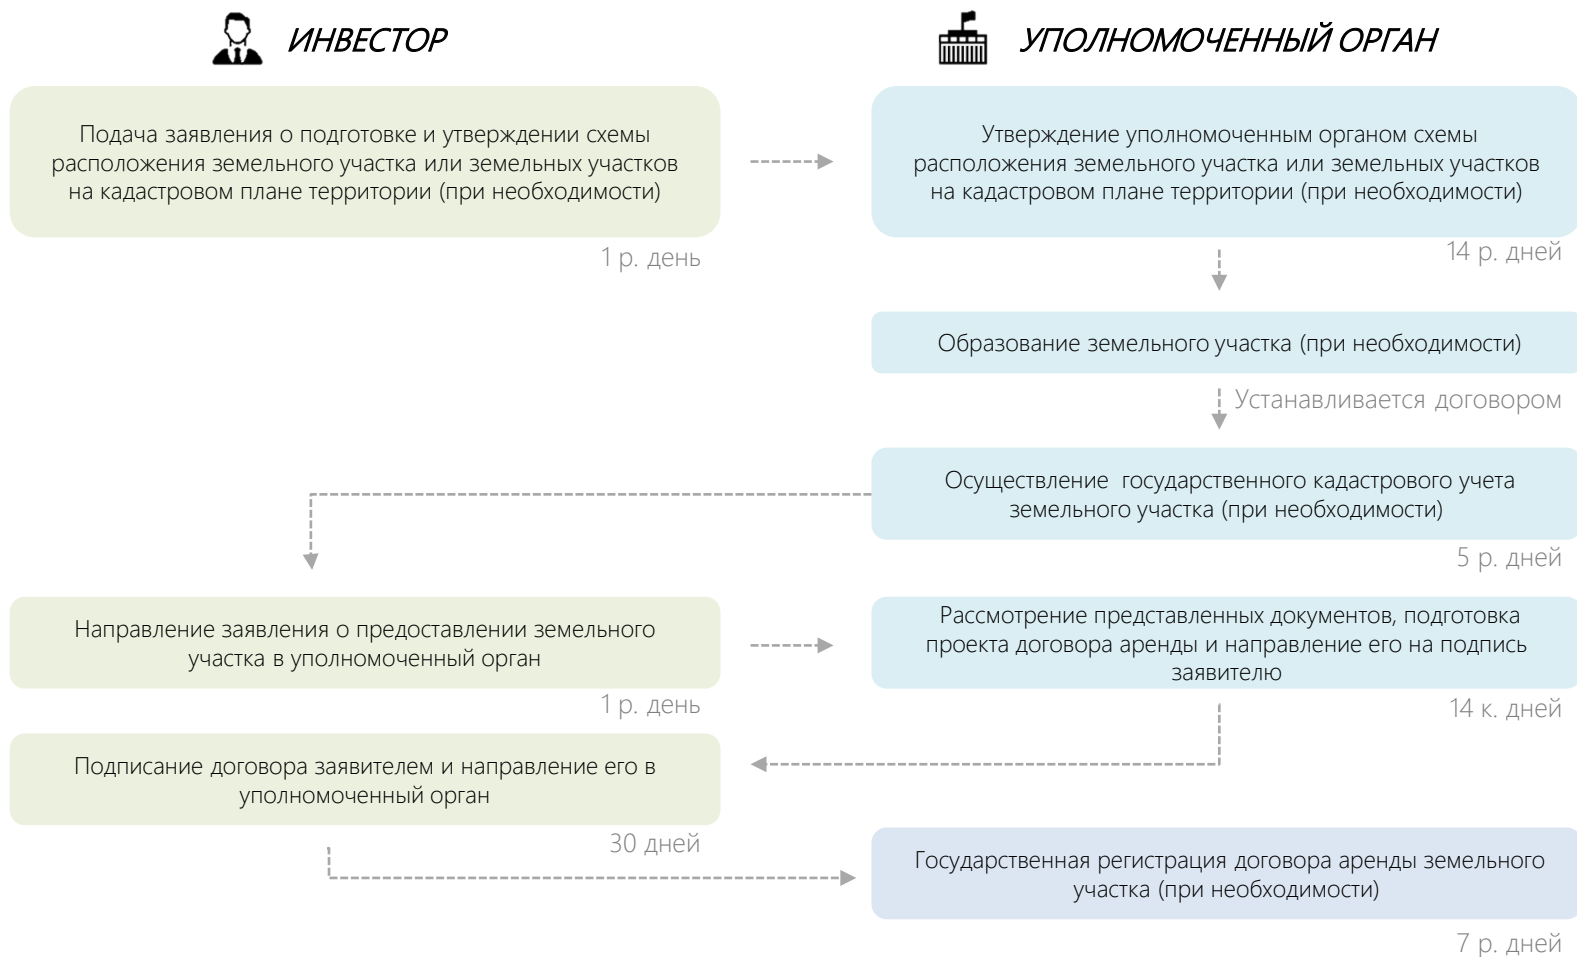 ИНВЕСТОР
УПОЛНОМОЧЕННЫЙ ОРГАН
Подача заявления о подготовке и утверждении схемы
расположения земельного участка или земельных участков
на кадастровом плане территории (при необходимости)
1 р. день
Утверждение уполномоченным органом схемы
расположения земельного участка или земельных участков
на кадастровом плане территории (при необходимости)
14 р. дней
Образование земельного участка (при необходимости)
Устанавливается договором
Осуществление государственного кадастрового учета
земельного участка (при необходимости)
5 р. дней
Направление заявления о предоставлении земельного
участка в уполномоченный орган
1 р. день
Рассмотрение представленных документов, подготовка
проекта договора аренды и направление его на подпись
заявителю
14 к. дней
Подписание договора заявителем и направление его в
уполномоченный орган
30 дней
Государственная регистрация договора аренды земельного
участка (при необходимости)
7 р. дней